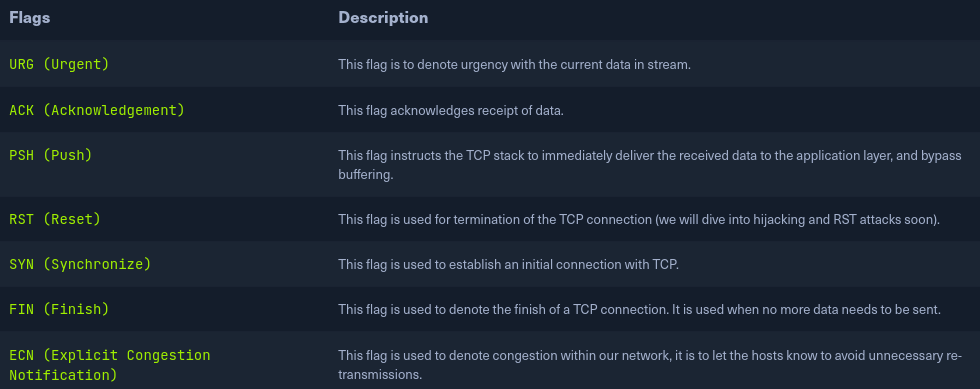 Flags Description
URG (Urgent) This flag is to denote urgency with the current data in stream.
ACK (Acknowledgement) This flag acknowledges receipt of data.
PSH (Push) This flag instructs the TCP stack to immediately deliver the received data to the application layer, and bypass
buffering.
RST (Reset) This flag is used for termination of the TCP connection (we will dive into hijacking and RST attacks soon).
SYN (Synchronize) This flag is used to establish an initial connection with TCP.
FIN (Finish) This flag is used to denote the finish of a TCP connection. It is used when no more data needs to be sent.
ECN (Explicit Congestion This flag is used to denote congestion within our network, it is to let the hosts know to avoid unnecessary re-
Notification) transmissions.